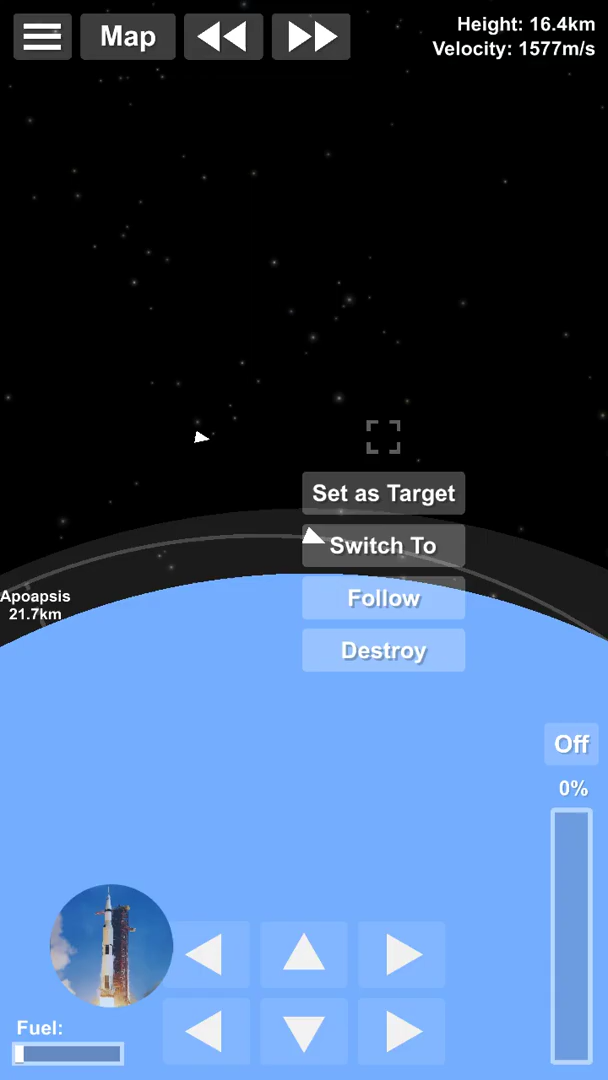 Map
Height: 16.4km
Velocity: 1577m/s
Set as Target
Switch To
Follow
Destroy
Apoapsis
21.7km
Off
0%
Fuel: